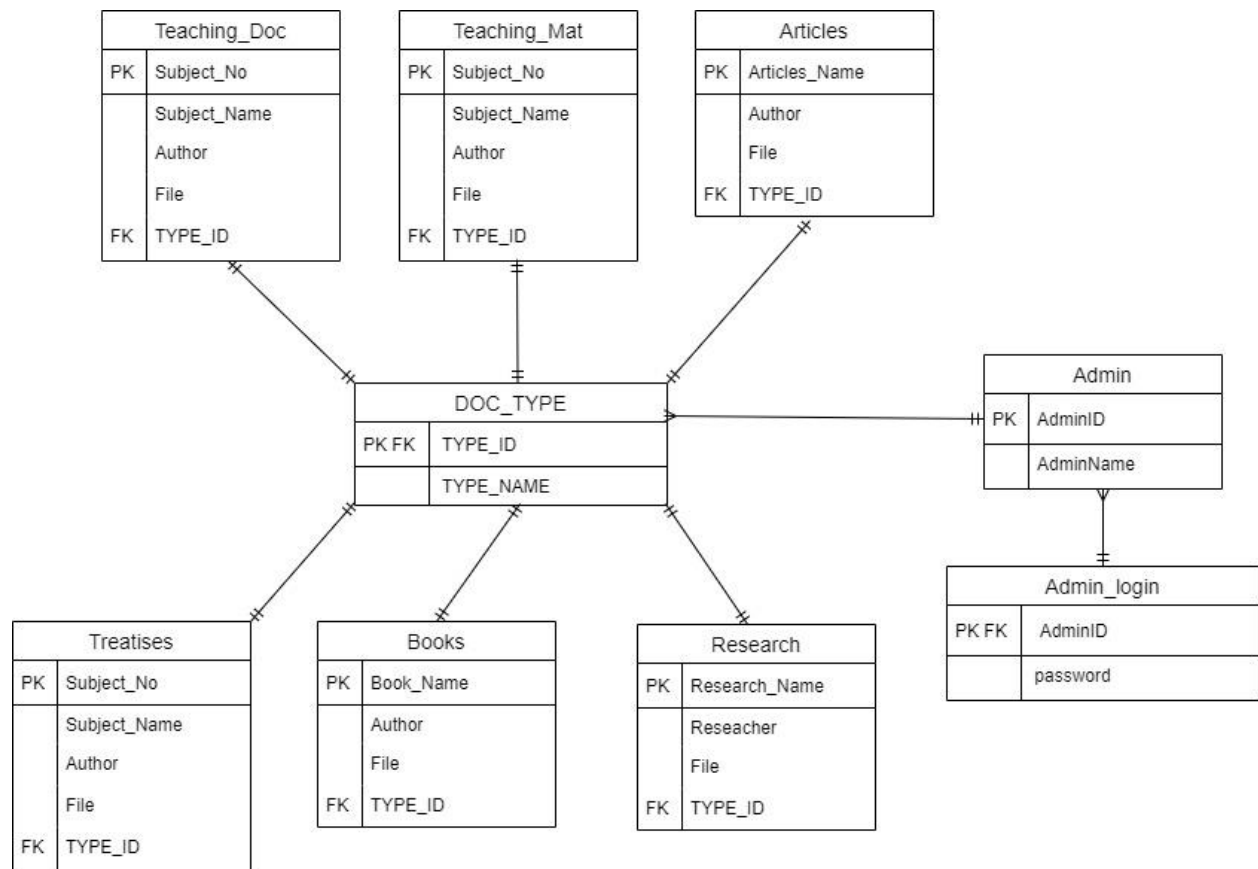 Teaching_Doc
PK Subject_No
Subject_Name
Author
File
FK TYPE_ID
Teaching_Mat
PK Subject_No
Subject_Name
Author
File
FK TYPE_ID
Articles
PK Articles_Name
Author
File
FK TYPE_ID
DOC_TYPE
PK FK TYPE_ID
TYPE_NAME
Admin
PK AdminID
AdminName
Admin_login
PK FK AdminID
password
Treatises
PK Subject_No
Subject_Name
Author
File
FK TYPE_ID
Books
PK Book_Name
Author
File
FK TYPE_ID
Research
PK Research_Name
Reseacher
File
FK TYPE_ID